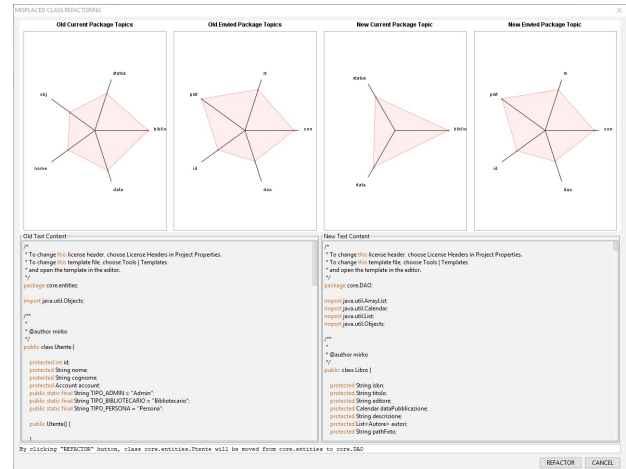 MISPLACED CLASS REFACTORING
Old Current Package Topics
Old Envied Package Topics
New Current Package Topic
New Envied Package Topic
status
obj
biblio
nome
data
m
pmt
con
id
dao
status
biblio
data
m
pmt
con
id
dao
Old Text Content
/*
* To change this license header, choose License Headers in Project Properties.
* To change this template file, choose Tools | Templates
* and open the template in the editor.
*/
package core.entities;
import java.util.Objects;
/**
*
* @author mirko
*/
public class Utente {
protected int id;
protected String nome;
protected String cognome;
protected Account account;
public static final String TIPO_ADMIN = "Admin";
public static final String TIPO_BIBLIOTECARIO = "Bibliotecario";
public static final String TIPO_PERSONA = "Persona";
public Utente() {
}
New Text Content
/*
* To change this license header, choose License Headers in Project Properties.
* To change this template file, choose Tools | Templates
* and open the template in the editor.
*/
package core.DAO;
import java.util.ArrayList;
import java.util.Calendar;
import java.util.List;
import java.util.Objects;
/**
*
* @author mirko
*/
public class Libro {
protected String isbn;
protected String titolo;
protected String editore;
protected Calendar dataPubblicazione;
protected String descrizione;
protected List<Autore> autori;
protected String pathFoto;
By clicking "REFACTOR" button, class core.entities.Utente will be moved from core.entities to core.DAO
REFACTOR
CANCEL